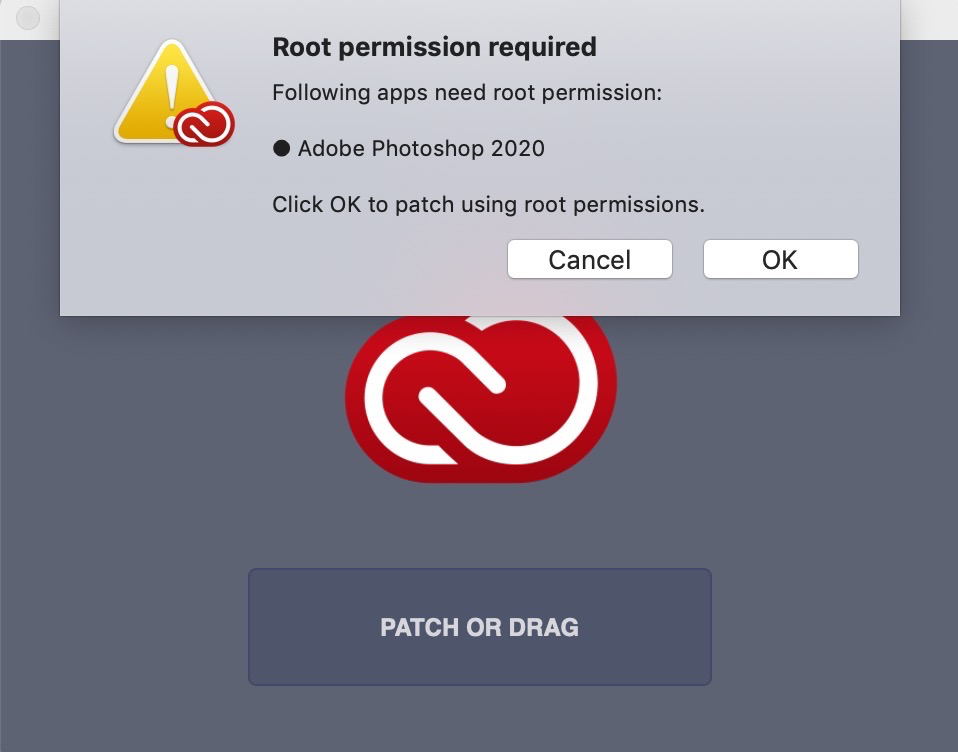 Root permission required
Following apps need root permission:
● Adobe Photoshop 2020
Click OK to patch using root permissions.
Cancel OK
PATCH OR DRAG